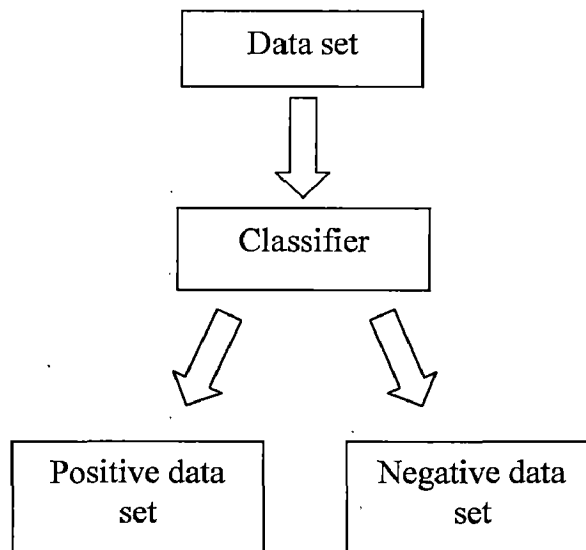 Data set
Classifier
Positive data
set
Negative data
set